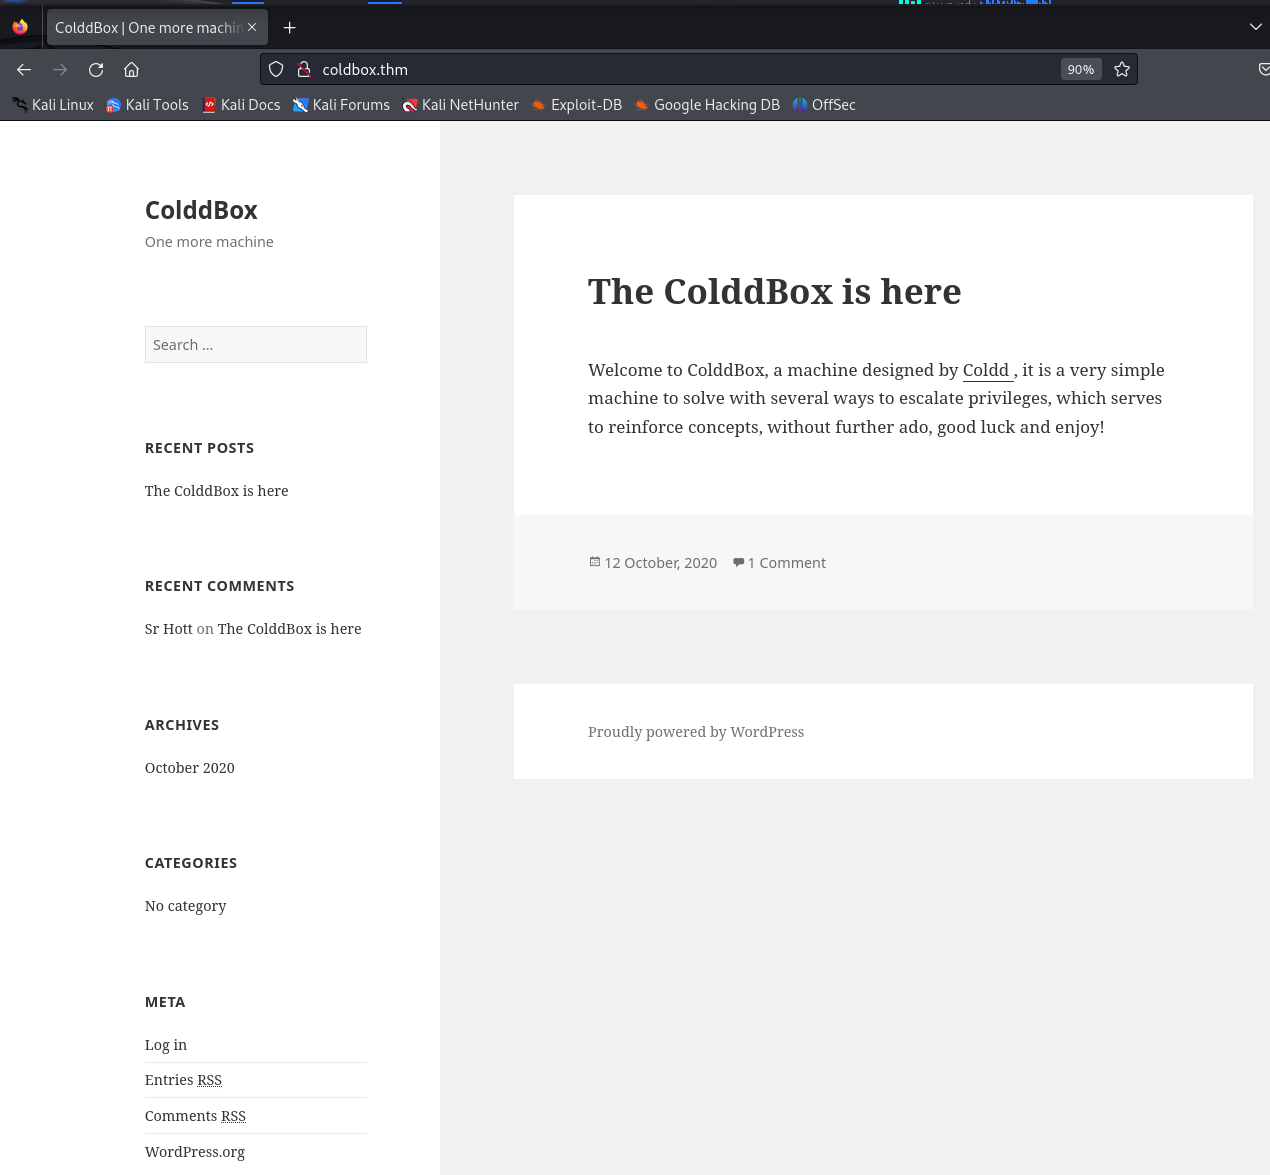 ColddBox | One more machin
coldbox.thm
90%
Kali Linux Kali Tools Kali Docs Kali Forums Kali NetHunter Exploit-DB Google Hacking DB OffSec
ColddBox
One more machine
Search ...
RECENT POSTS
The ColddBox is here
RECENT COMMENTS
Sr Hott on The ColddBox is here
ARCHIVES
October 2020
CATEGORIES
No category
META
Log in
Entries RSS
Comments RSS
WordPress.org
The ColddBox is here
Welcome to ColddBox, a machine designed by Coldd , it is a very simple
machine to solve with several ways to escalate privileges, which serves
to reinforce concepts, without further ado, good luck and enjoy!
12 October, 2020 1 Comment
Proudly powered by WordPress